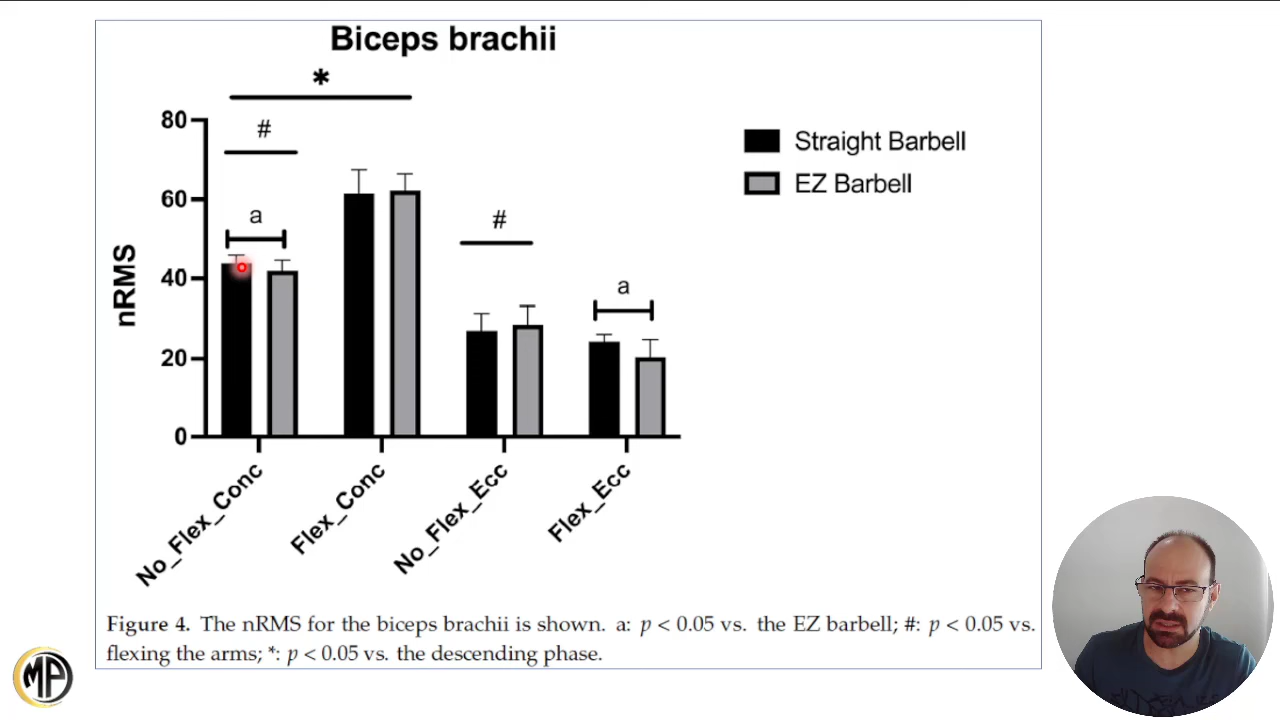 Biceps brachii
*
80
#
Straight Barbell
EZ Barbell
60
a
#
nRMS
40
a
20
0
No_Flex_Conc
Flex_Conc
No_Flex_Ecc
Flex_Ecc
Figure 4. The nRMS for the biceps brachii is shown. a: p < 0.05 vs. the EZ barbell; #: p < 0.05 vs.
flexing the arms; *: p < 0.05 vs. the descending phase.
MP